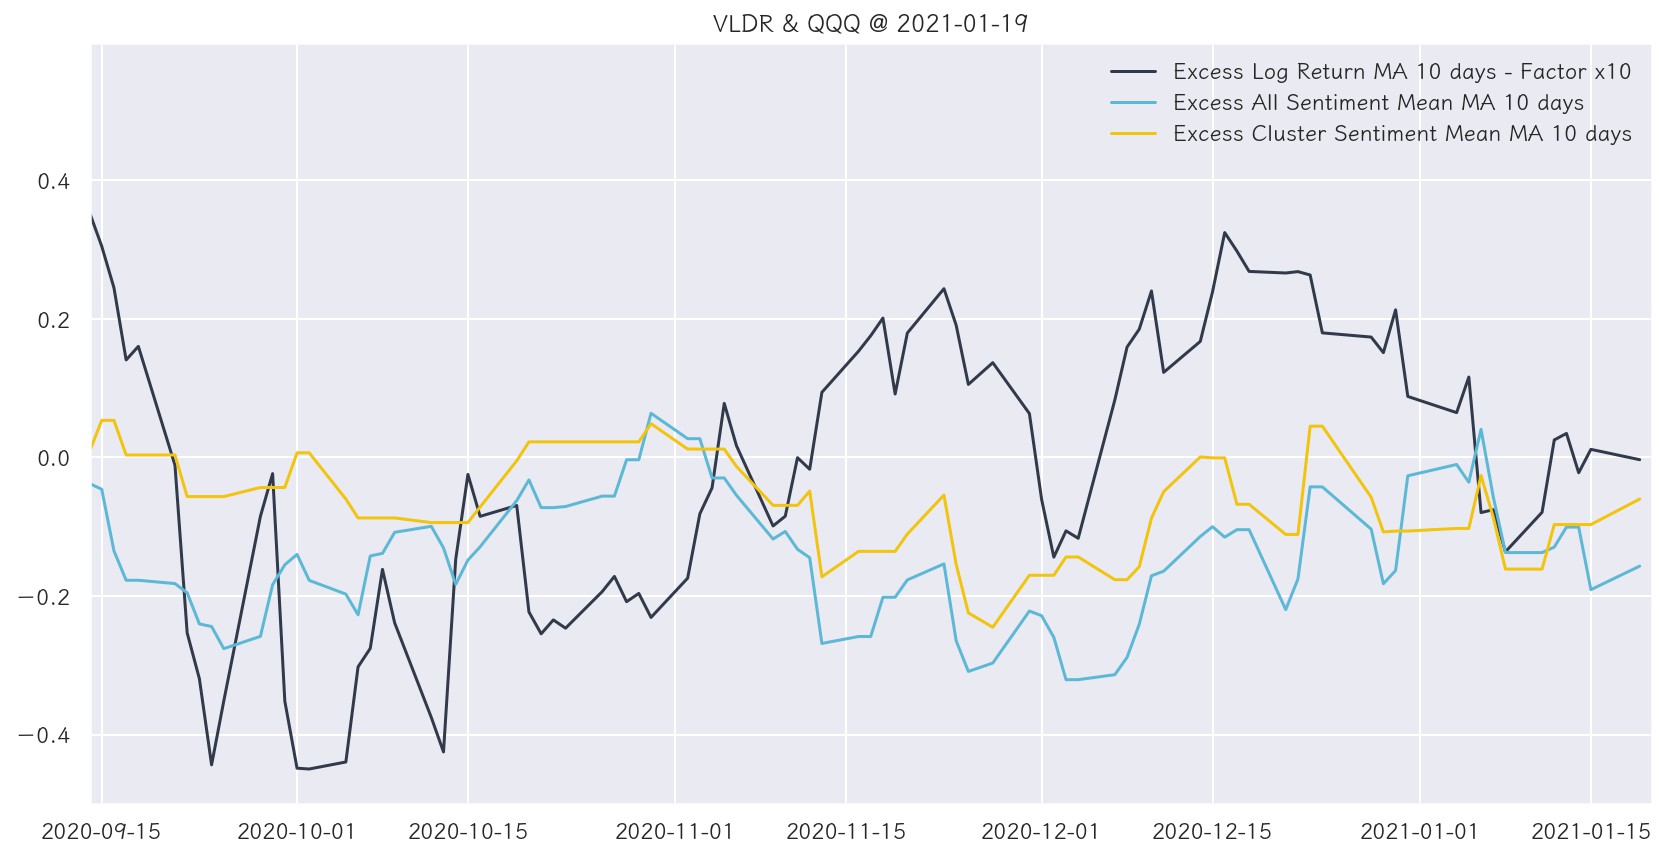 VLDR & QQQ @ 2021-01-19
Excess Log Return MA 10 days - Factor x10
Excess All Sentiment Mean MA 10 days
Excess Cluster Sentiment Mean MA 10 days
0.4
0.2
0.0
−0.2
−0.4
2020-09-15 2020-10-01 2020-10-15 2020-11-01 2020-11-15 2020-12-01 2020-12-15 2021-01-01 2021-01-15